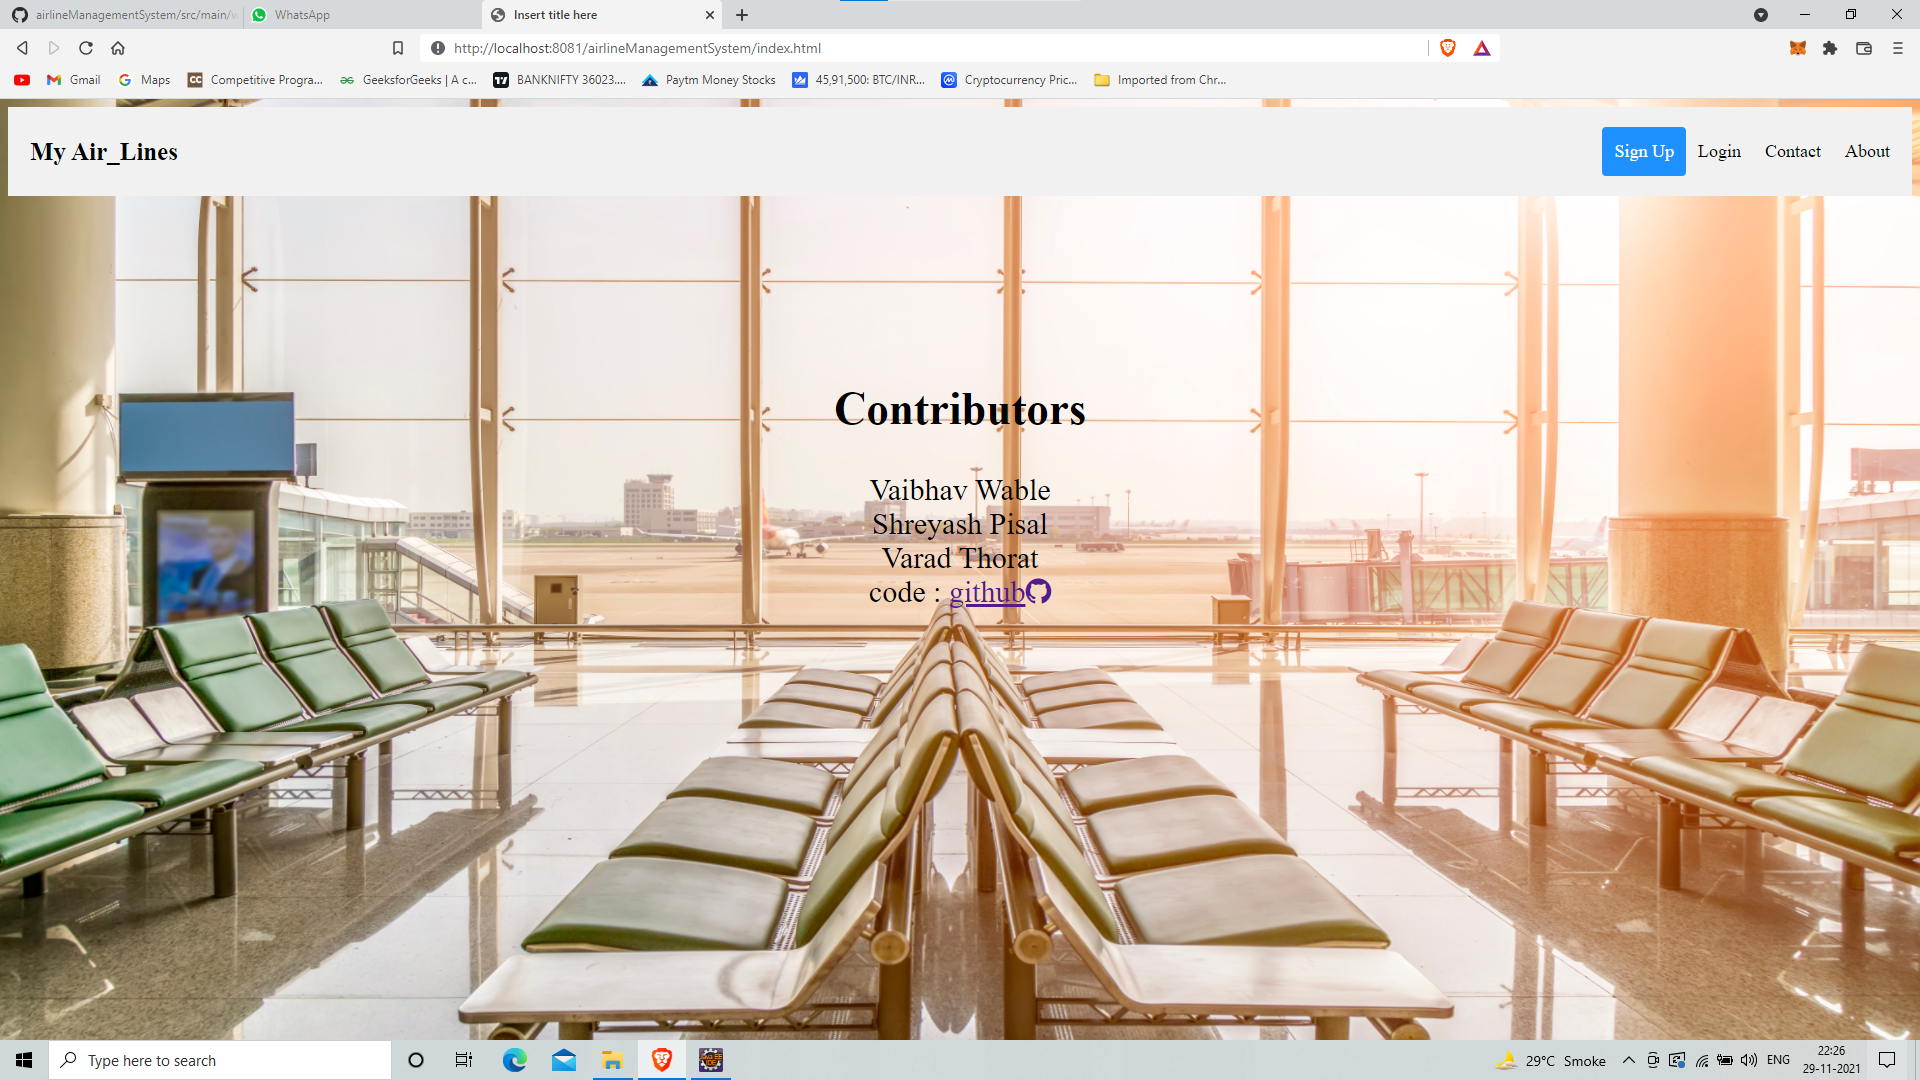 airlineManagementSystem/src/main/w
WhatsApp
Insert title here
http://localhost:8081/airlineManagementSystem/index.html
Gmail
Maps
CC
Competitive Progra...
GeeksforGeeks | A c...
BANKNIFTY 36023....
Paytm Money Stocks
45,91,500: BTC/INR...
Cryptocurrency Pric...
Imported from Chr...
My Air_Lines
Sign Up
Login
Contact
About
Contributors
Vaibhav Wable
Shreyash Pisal
Varad Thorat
code : github
Type here to search
29°C Smoke
ENG
22:26
29-11-2021